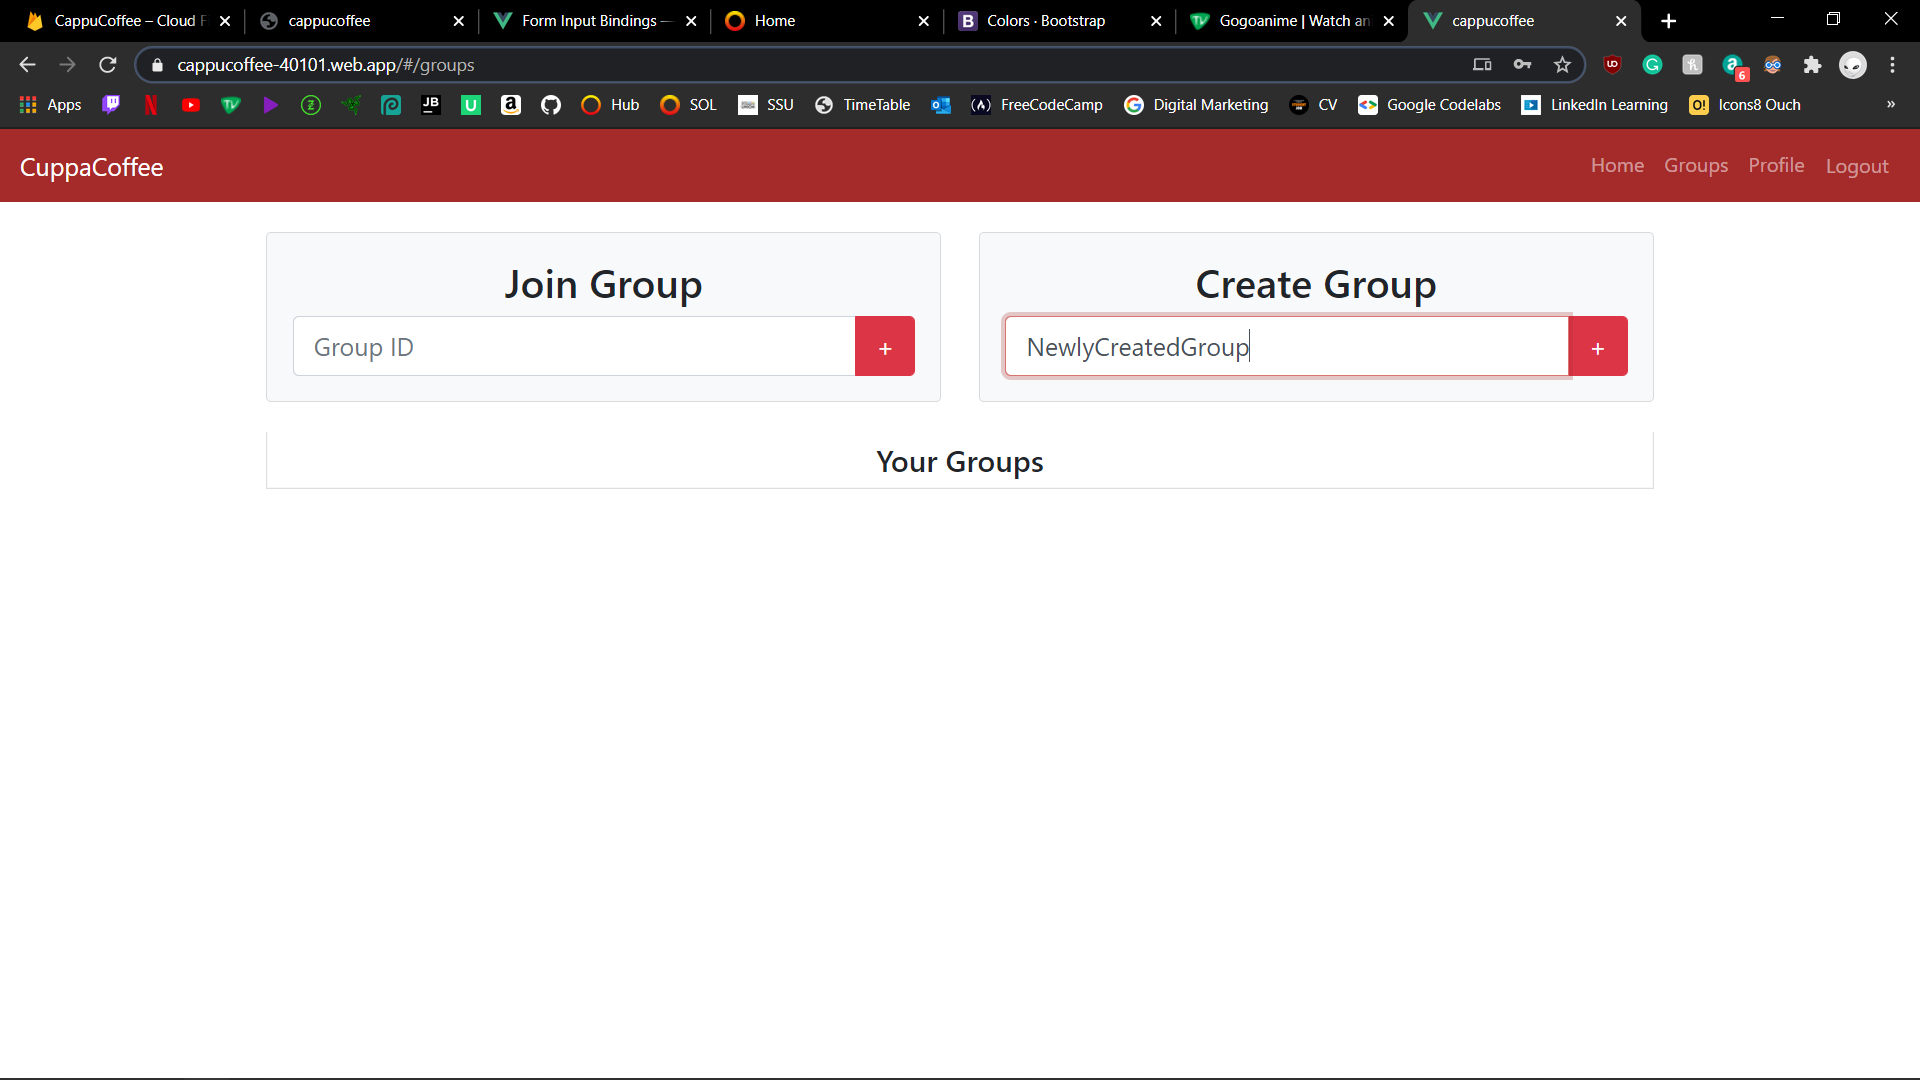 CappuCoffee – Cloud F
cappucoffee
Form Input Bindings —
Home
Colors · Bootstrap
Gogoanime | Watch an
cappucoffee
cappucoffee-40101.web.app/#/groups
6
Apps
JB
U
a
Hub
SOL
SSU
TimeTable
FreeCodeCamp
Digital Marketing
CV
Google Codelabs
LinkedIn Learning
O!
Icons8 Ouch
»
CuppaCoffee
Home
Groups
Profile
Logout
Join Group
Create Group
Group ID
+
NewlyCreatedGroup
+
Your Groups